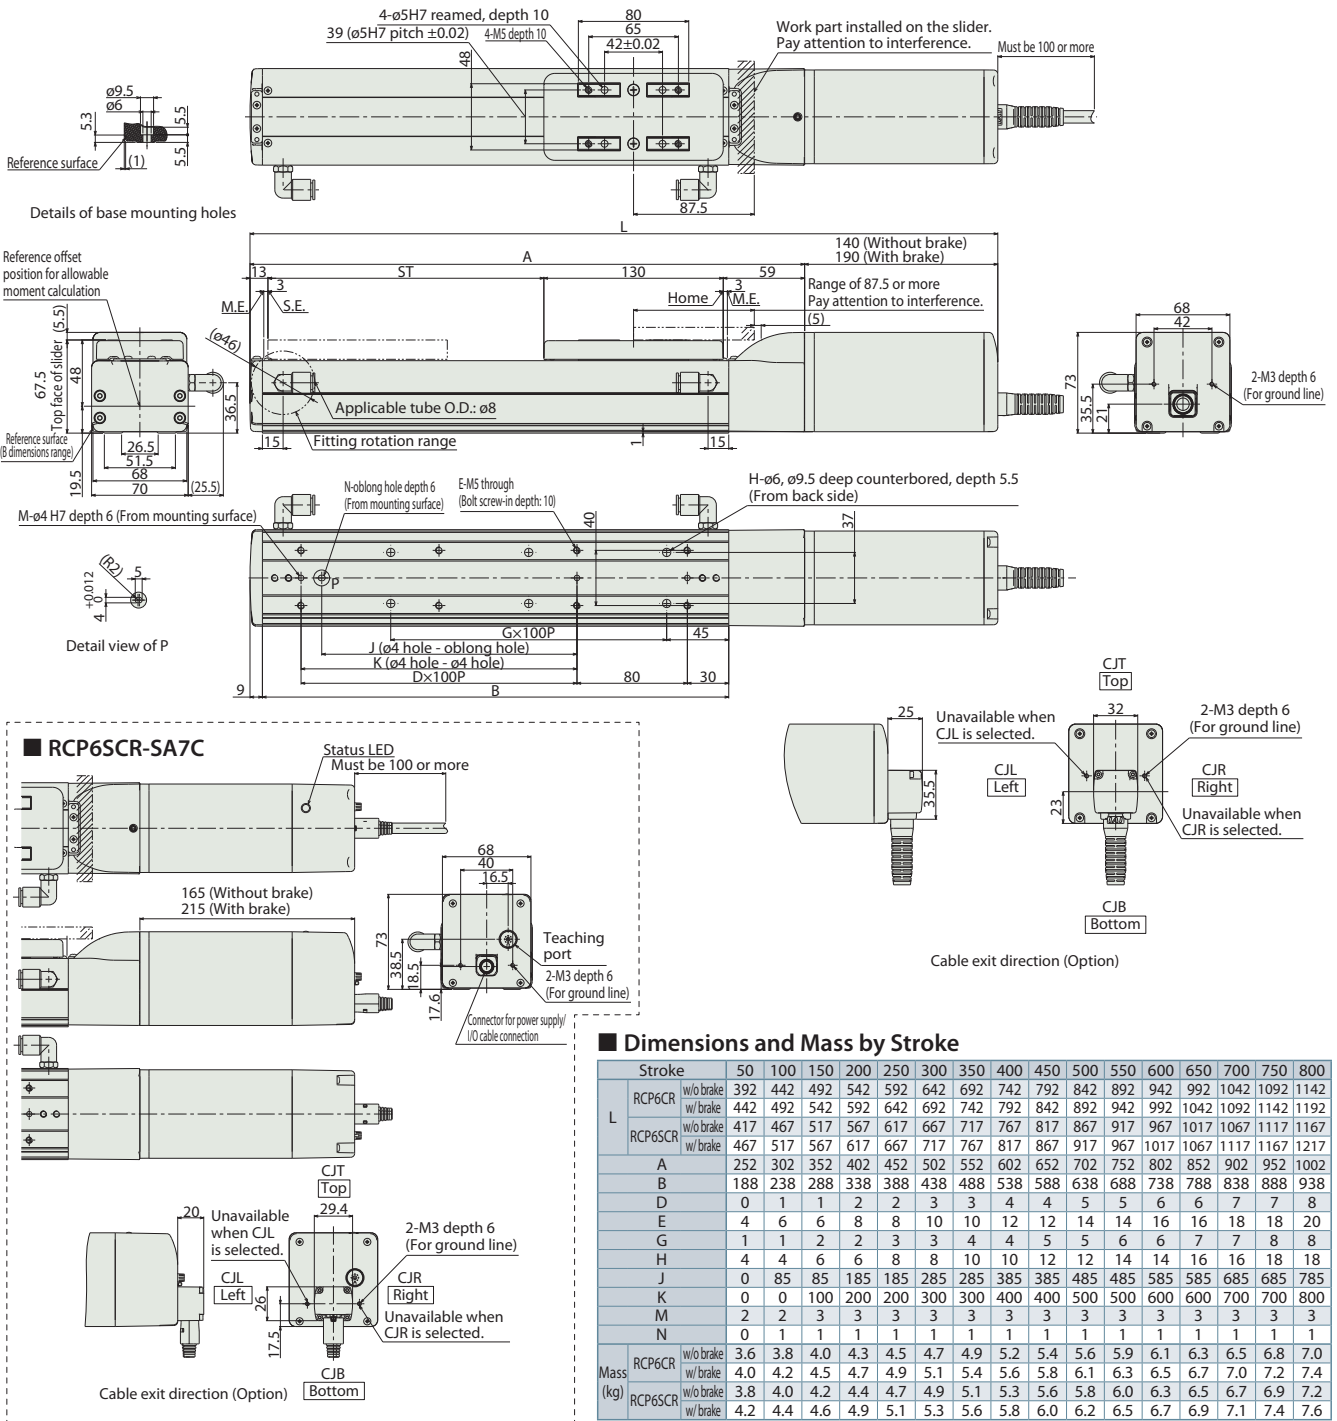 4-ø5H7 reamed, depth 10
39 (ø5H7 pitch ±0.02)
4-M5 depth 10
80
65
42±0.02
48
Work part installed on the slider.
Pay attention to interference.
Must be 100 or more
ø9.5
ø6
5.3
5.5
5.5
Reference surface
(1)
Details of base mounting holes
87.5
L
140 (Without brake)
190 (With brake)
A
13
ST
130
59
3
3
M.E.
S.E.
Home
M.E.
Range of 87.5 or more
Pay attention to interference.
(5)
Reference offset
position for allowable
moment calculation
(5.5)
67.5
Top face of slider
48
36.5
Reference surface
(B dimensions range)
19.5
26.5
51.5
68
70
(25.5)
(ø46)
Applicable tube O.D.: ø8
Fitting rotation range
15
1
15
68
42
73
35.5
21
2-M3 depth 6
(For ground line)
M-ø4 H7 depth 6 (From mounting surface)
N-oblong hole depth 6
(From mounting surface)
E-M5 through
(Bolt screw-in depth: 10)
H-ø6, ø9.5 deep counterbored, depth 5.5
(From back side)
40
37
P
(R2)
5
+0.012
0
4
Detail view of P
G×100P
45
J (ø4 hole - oblong hole)
K (ø4 hole - ø4 hole)
D×100P
80
30
9
B
CJT
Top
25
32
Unavailable when
CJL is selected.
2-M3 depth 6
(For ground line)
CJL
Left
CJR
Right
35.5
23
Unavailable when
CJR is selected.
CJB
Bottom
Cable exit direction (Option)
■ RCP6SCR-SA7C
Status LED
Must be 100 or more
165 (Without brake)
215 (With brake)
68
40
16.5
73
38.5
18.5
17.6
Teaching
port
2-M3 depth 6
(For ground line)
Connector for power supply/
I/O cable connection
CJT
Top
20
29.4
Unavailable
when CJL
is selected.
2-M3 depth 6
(For ground line)
CJL
Left
CJR
Right
26
17.5
Unavailable when
CJR is selected.
CJB
Bottom
Cable exit direction (Option)
■ Dimensions and Mass by Stroke
Stroke 50 100 150 200 250 300 350 400 450 500 550 600 650 700 750 800
L RCP6CR w/o brake 392 442 492 542 592 642 692 742 792 842 892 942 992 1042 1092 1142
w/ brake 442 492 542 592 642 692 742 792 842 892 942 992 1042 1092 1142 1192
RCP6SCR w/o brake 417 467 517 567 617 667 717 767 817 867 917 967 1017 1067 1117 1167
w/ brake 467 517 567 617 667 717 767 817 867 917 967 1017 1067 1117 1167 1217
A 252 302 352 402 452 502 552 602 652 702 752 802 852 902 952 1002
B 188 238 288 338 388 438 488 538 588 638 688 738 788 838 888 938
D 0 1 1 2 2 3 3 4 4 5 5 6 6 7 7 8
E 4 6 6 8 8 10 10 12 12 14 14 16 16 18 18 20
G 1 1 2 2 3 3 4 4 5 5 6 6 7 7 8 8
H 4 4 6 6 8 8 10 10 12 12 14 14 16 16 18 18
J 0 85 85 185 185 285 285 385 385 485 485 585 585 685 685 785
K 0 0 100 200 200 300 300 400 400 500 500 600 600 700 700 800
M 2 2 3 3 3 3 3 3 3 3 3 3 3 3 3 3
N 0 1 1 1 1 1 1 1 1 1 1 1 1 1 1 1
Mass (kg) RCP6CR w/o brake 3.6 3.8 4.0 4.3 4.5 4.7 4.9 5.2 5.4 5.6 5.9 6.1 6.3 6.5 6.8 7.0
w/ brake 4.0 4.2 4.5 4.7 4.9 5.1 5.4 5.6 5.8 6.1 6.3 6.5 6.7 7.0 7.2 7.4
RCP6SCR w/o brake 3.8 4.0 4.2 4.4 4.7 4.9 5.1 5.3 5.6 5.8 6.0 6.3 6.5 6.7 6.9 7.2
w/ brake 4.2 4.4 4.6 4.9 5.1 5.3 5.6 5.8 6.0 6.2 6.5 6.7 6.9 7.1 7.4 7.6